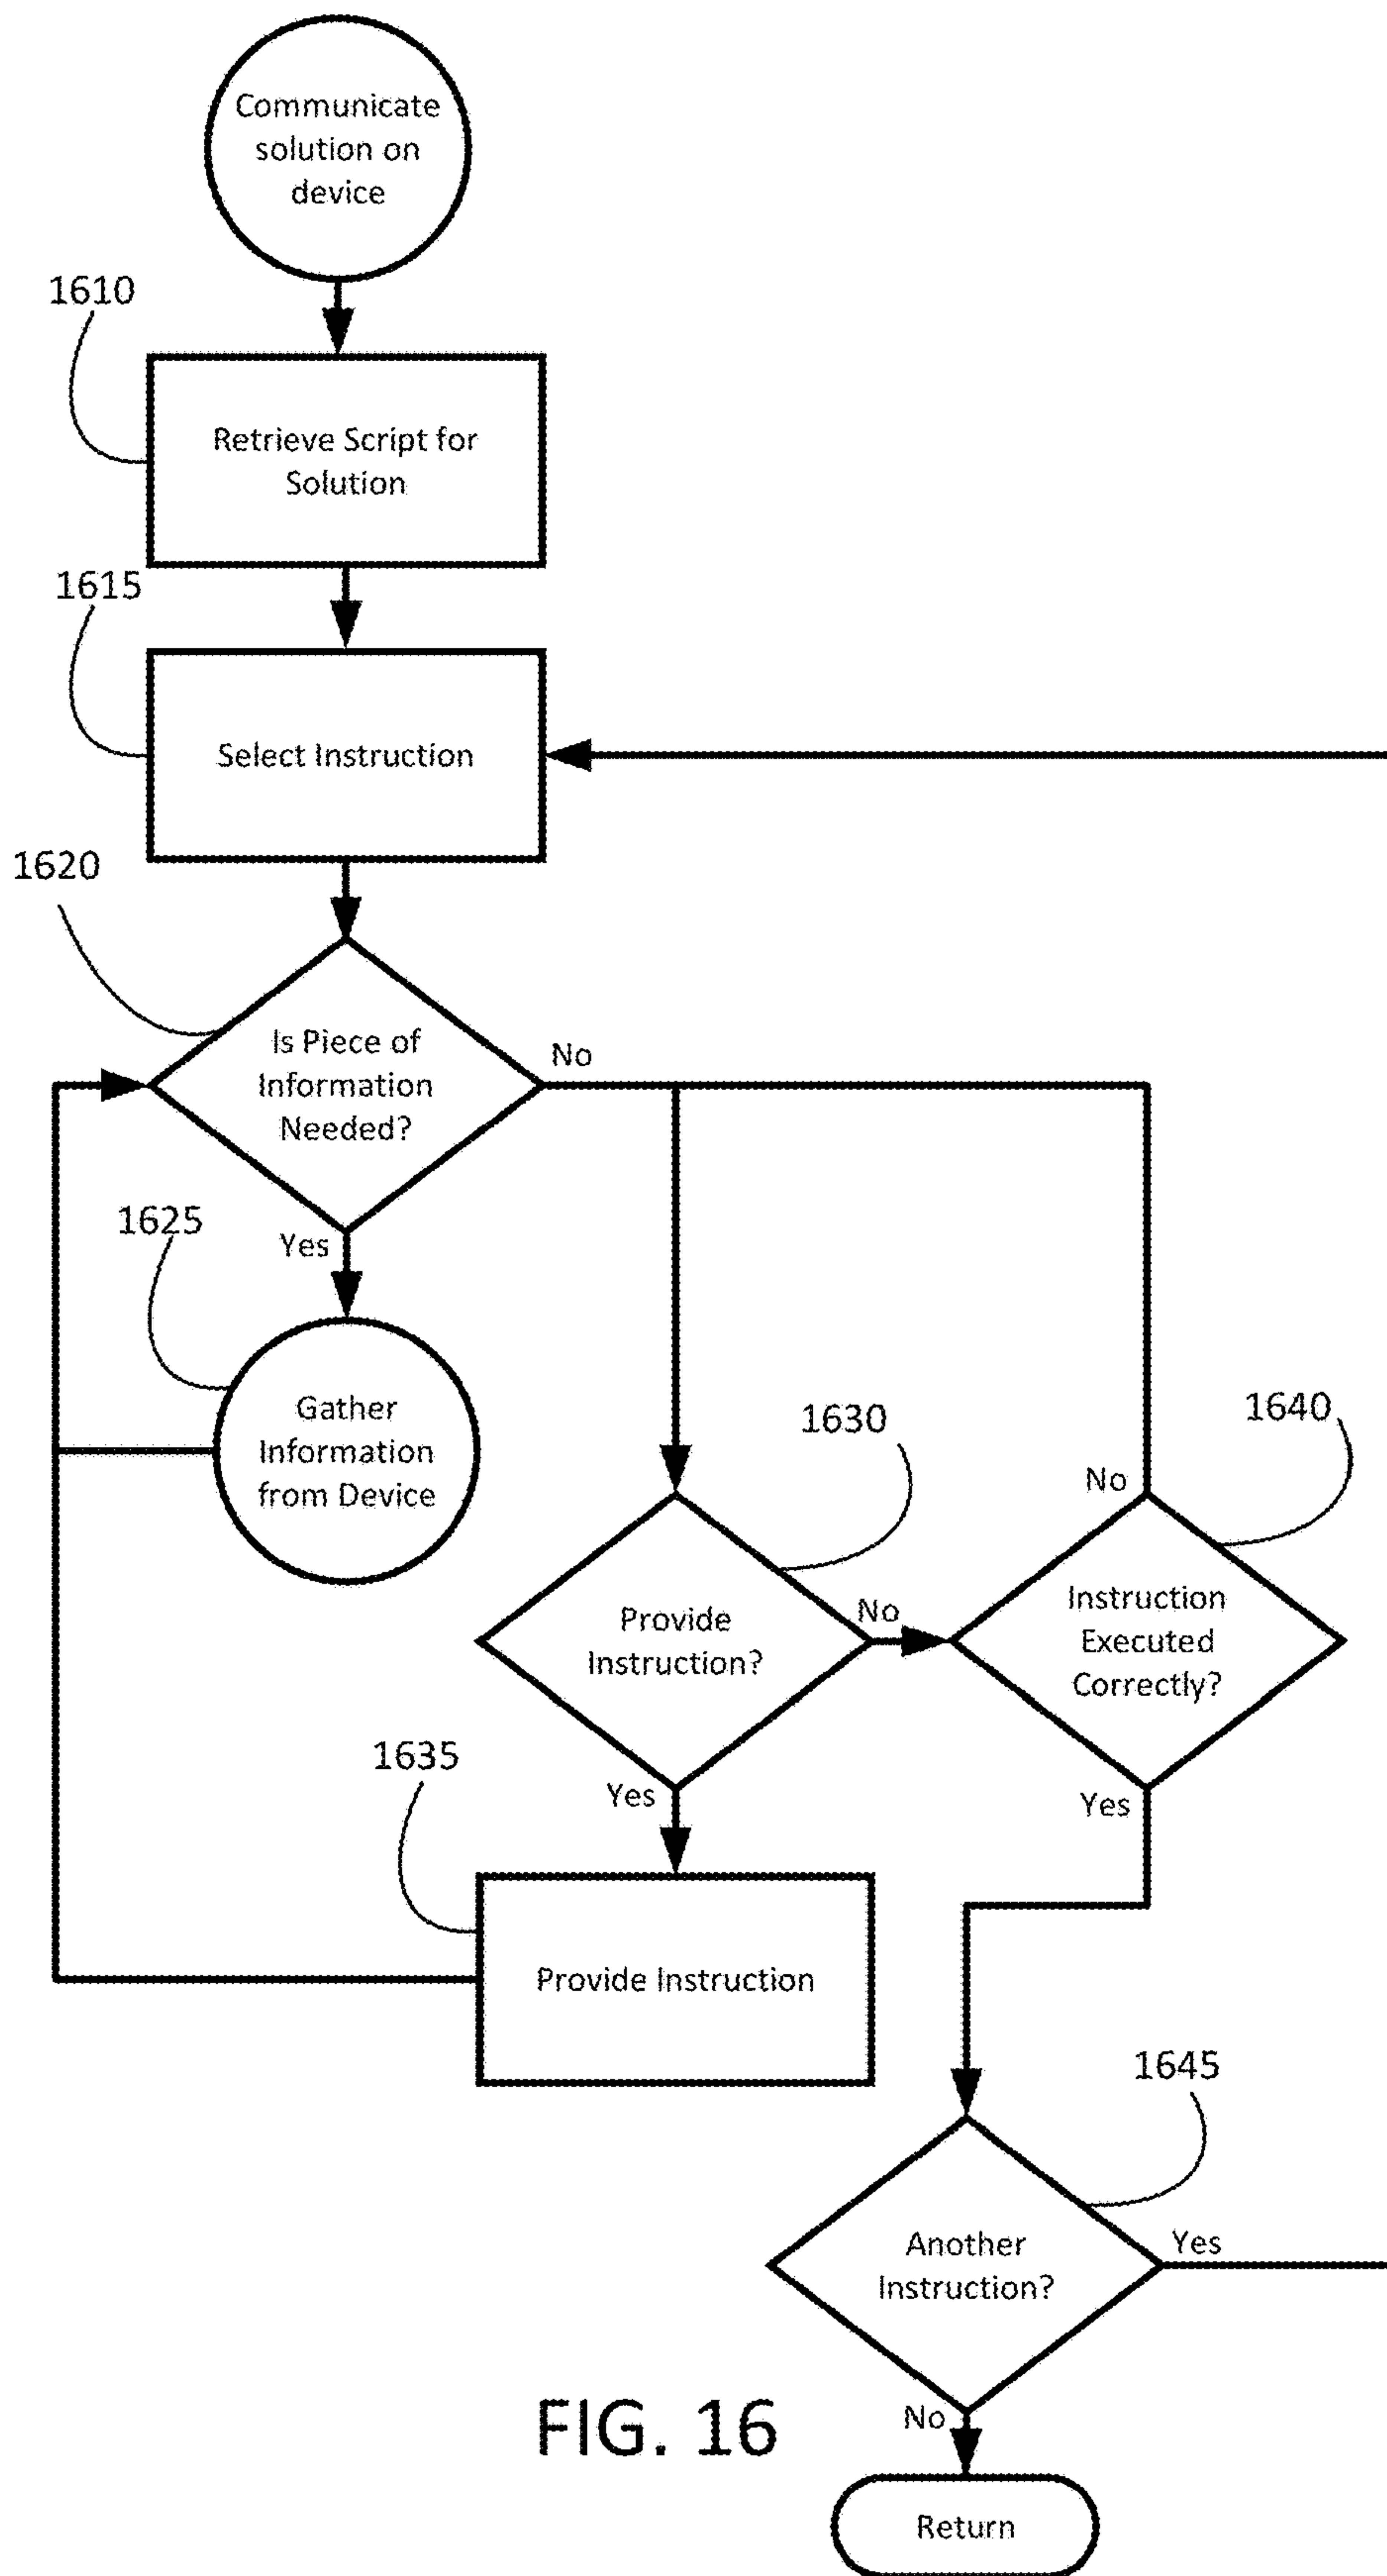 Communicate
solution on
device
1610
Retrieve Script for
Solution
1615
Select Instruction
1620
Is Piece of
Information
Needed?
No
1625
Yes
Gather
Information
from Device
1630
1640
No
Provide
Instruction?
No
Instruction
Executed
Correctly?
1635
Yes
Yes
Provide Instruction
1645
Another
Instruction?
Yes
FIG. 16
No
Return